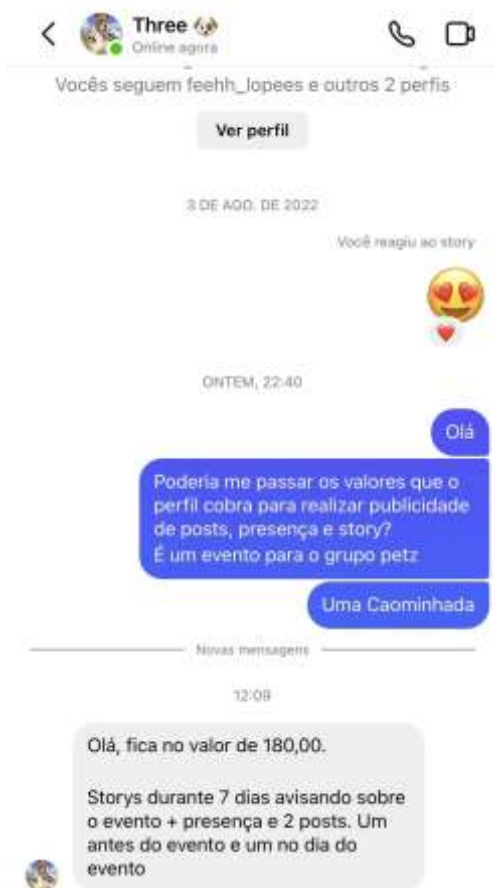 Three 🐶
Online agora
Vocês seguem feehh_lopees e outros 2 perfis
Ver perfil
3 DE AGO. DE 2022
Você reagiu ao story
ONTEM, 22:40
Olá
Poderia me passar os valores que o
perfil cobra para realizar publicidade
de posts, presença e story?
É um evento para o grupo petz
Uma Caominhada
Novas mensagens
12:09
Olá, fica no valor de 180,00.
Storys durante 7 dias avisando sobre
o evento + presença e 2 posts. Um
antes do evento e um no dia do
evento